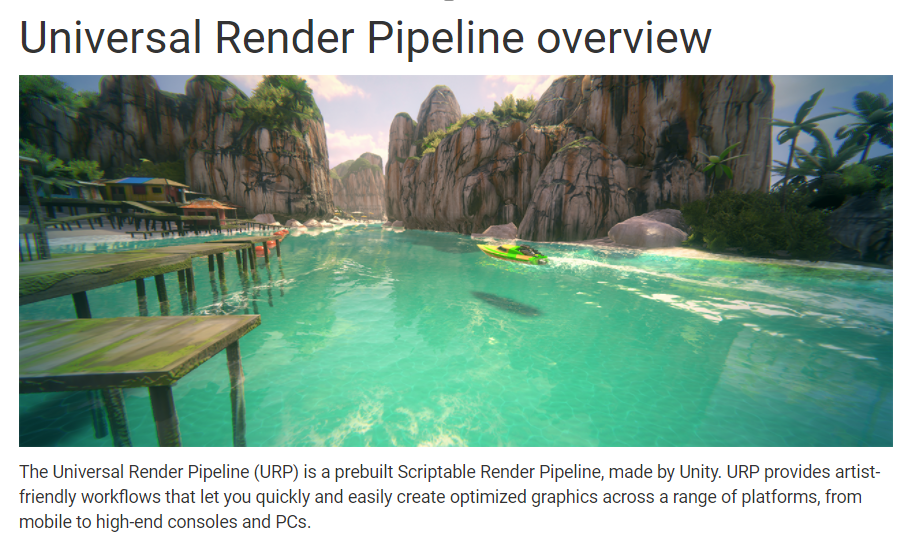 Universal Render Pipeline overview
The Universal Render Pipeline (URP) is a prebuilt Scriptable Render Pipeline, made by Unity. URP provides artist-
friendly workflows that let you quickly and easily create optimized graphics across a range of platforms, from
mobile to high-end consoles and PCs.